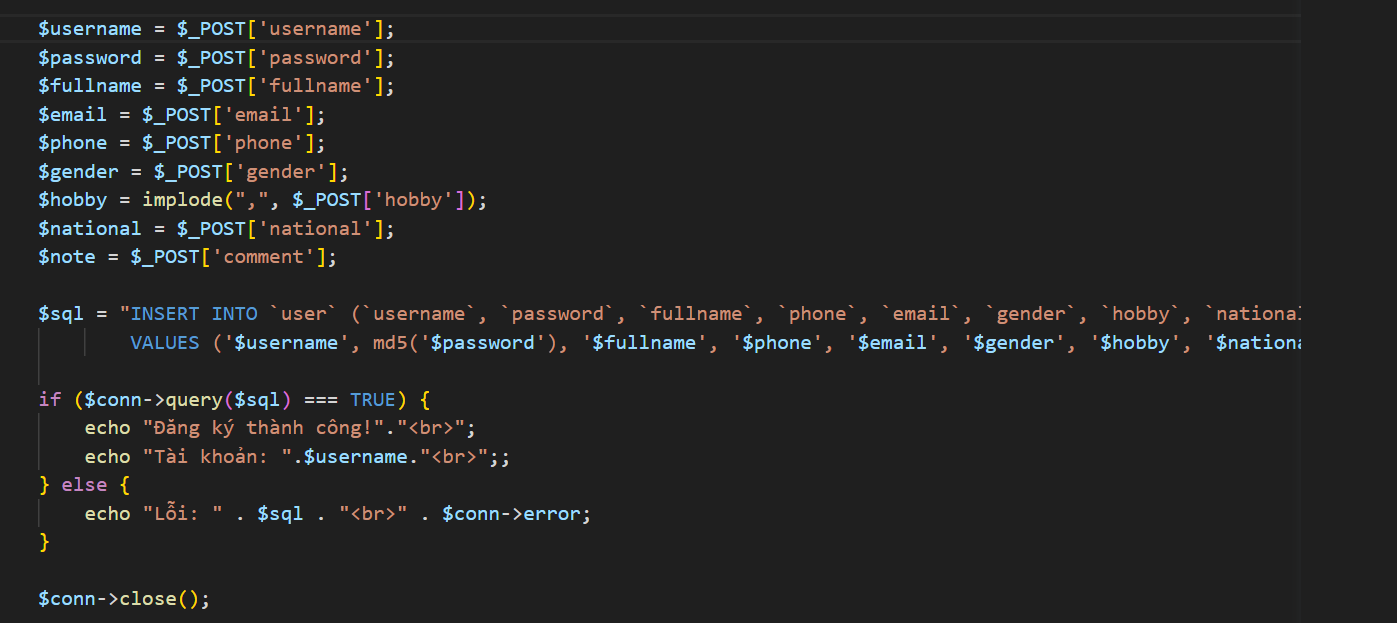 $username = $_POST['username'];
$password = $_POST['password'];
$fullname = $_POST['fullname'];
$email = $_POST['email'];
$phone = $_POST['phone'];
$gender = $_POST['gender'];
$hobby = implode(",", $_POST['hobby']);
$national = $_POST['national'];
$note = $_POST['comment'];
$sql = "INSERT INTO `user` (`username`, `password`, `fullname`, `phone`, `email`, `gender`, `hobby`, `national
VALUES ('$username', md5('$password'), '$fullname', '$phone', '$email', '$gender', '$hobby', '$nationa
if ($conn->query($sql) === TRUE) {
echo "Đăng ký thành công!"."<br>";
echo "Tài khoản: ".$username."<br>";;
} else {
echo "Lỗi: " . $sql . "<br>" . $conn->error;
}
$conn->close();